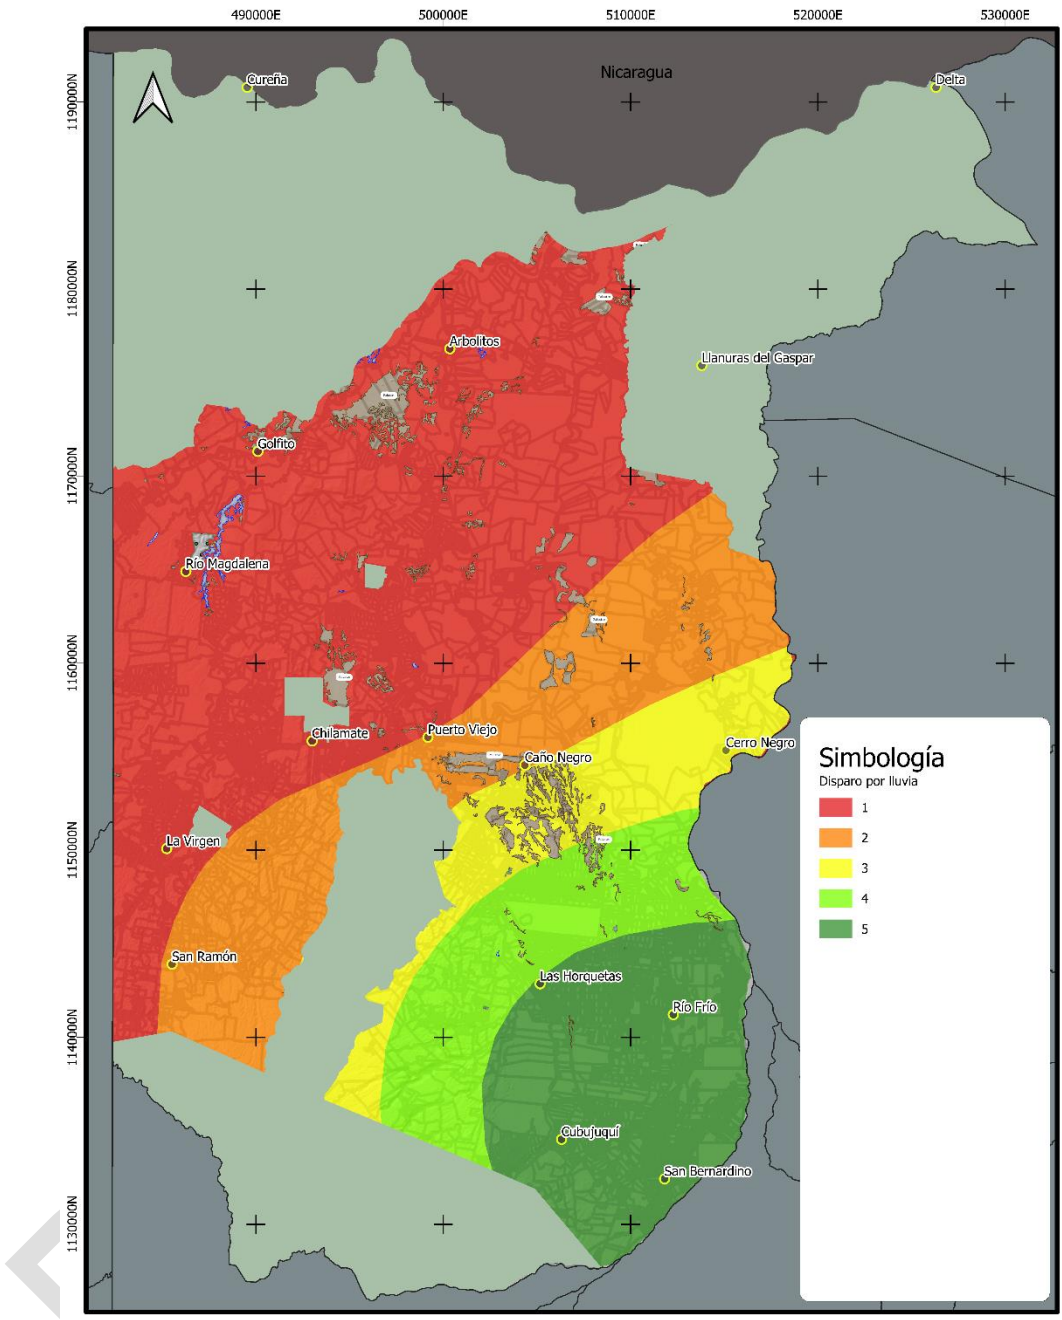 490000E 500000E 510000E 520000E 530000E
1190000N
1180000N
1170000N
1160000N
1150000N
1140000N
1130000N
Nicaragua
Cureña
Delta
Arbolitos
Llanuras del Gaspar
Golfito
Río Magdalena
Chilamate
Puerto Viejo
Caño Negro
Cerro Negro
La Virgen
San Ramón
Las Horquetas
Río Frío
Cubujuquí
San Bernardino
Simbología
Disparo por lluvia
1
2
3
4
5